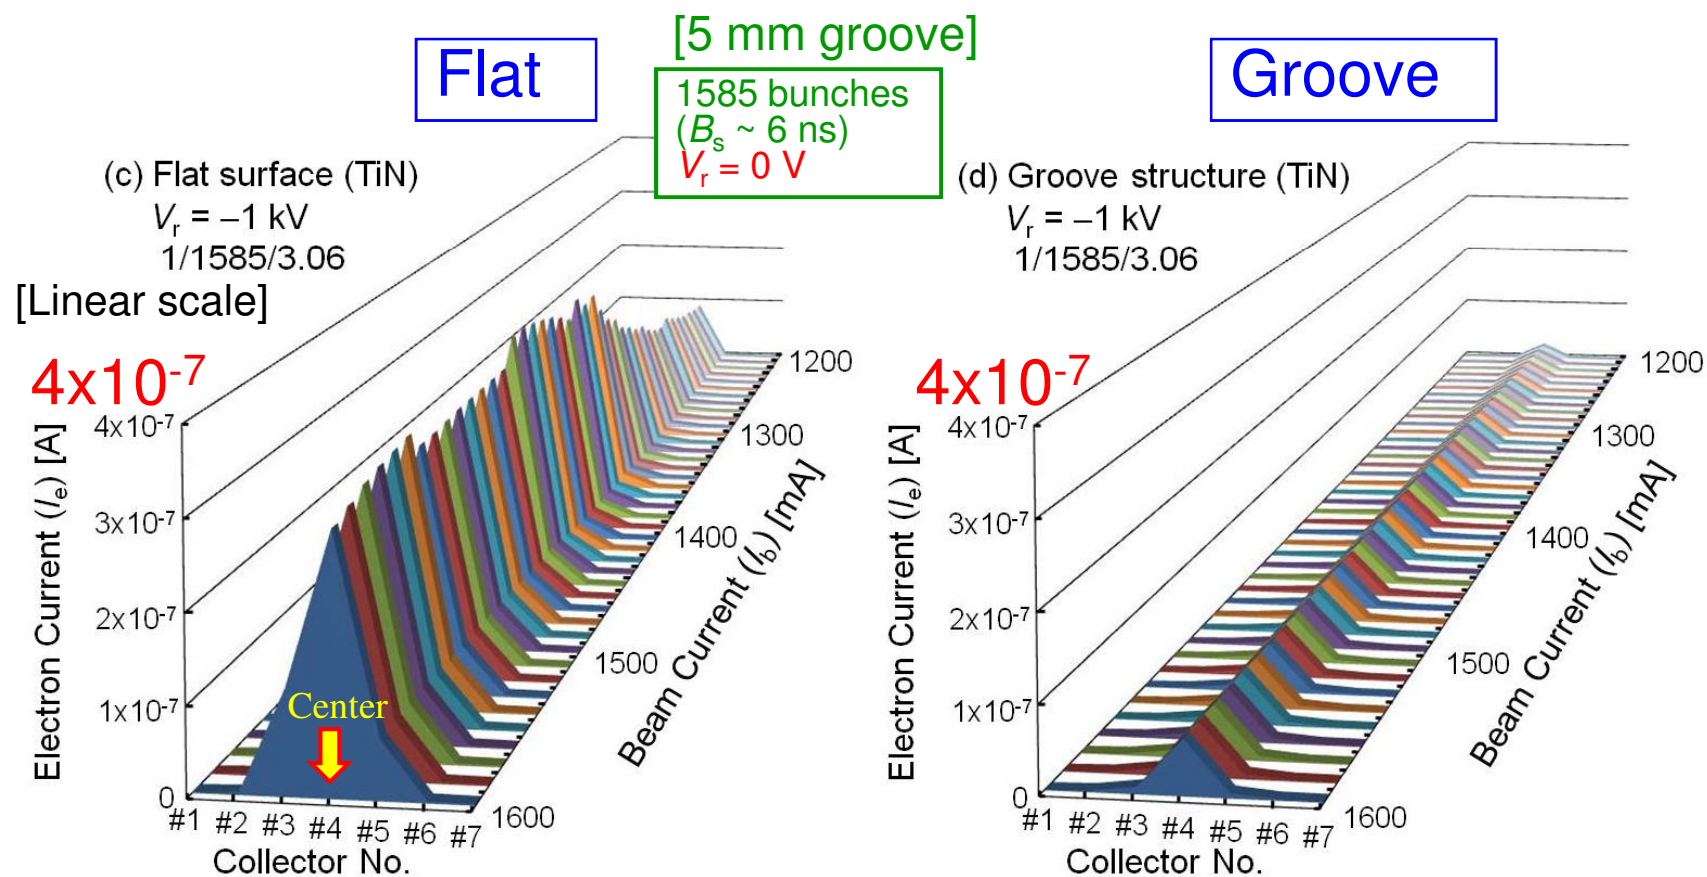 [5 mm groove]
Flat
Groove
1585 bunches
(Bs ~ 6 ns)
Vr = 0 V
(c) Flat surface (TiN)
Vr = –1 kV
1/1585/3.06
(d) Groove structure (TiN)
Vr = –1 kV
1/1585/3.06
[Linear scale]
4x10-7
Electron Current (Ie) [A]
4x10-7
3x10-7
2x10-7
1x10-7
0
Center
#1 #2 #3 #4 #5 #6 #7
Collector No.
1200
1300
1400
1500
1600
Beam Current (Ib) [mA]
4x10-7
Electron Current (Ie) [A]
4x10-7
3x10-7
2x10-7
1x10-7
0
#1 #2 #3 #4 #5 #6 #7
Collector No.
1200
1300
1400
1500
1600
Beam Current (Ib) [mA]